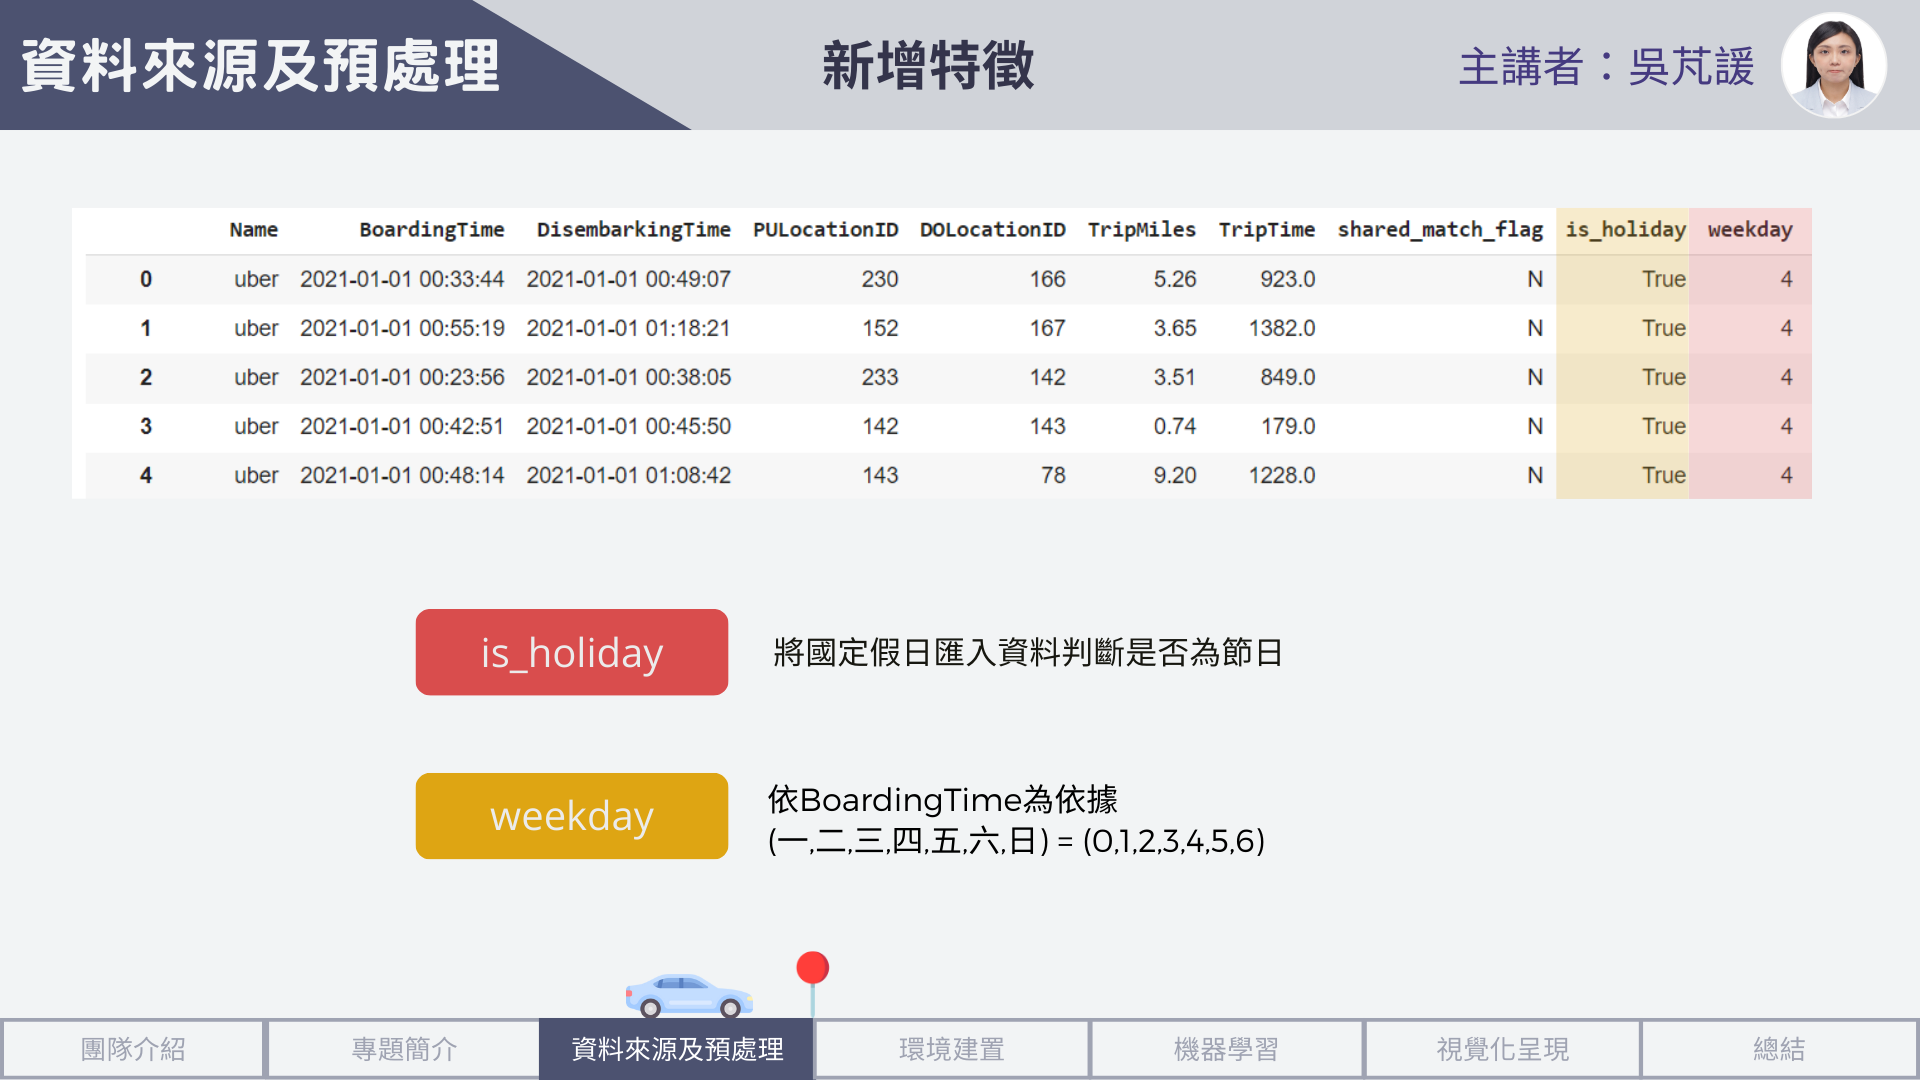 資料來源及預處理
新增特徵
主講者：吳芃諼
Name BoardingTime DisembarkingTime PULocationID DOLocationID TripMiles TripTime shared_match_flag is_holiday weekday
0 uber 2021-01-01 00:33:44 2021-01-01 00:49:07 230 166 5.26 923.0 N True 4
1 uber 2021-01-01 00:55:19 2021-01-01 01:18:21 152 167 3.65 1382.0 N True 4
2 uber 2021-01-01 00:23:56 2021-01-01 00:38:05 233 142 3.51 849.0 N True 4
3 uber 2021-01-01 00:42:51 2021-01-01 00:45:50 142 143 0.74 179.0 N True 4
4 uber 2021-01-01 00:48:14 2021-01-01 01:08:42 143 78 9.20 1228.0 N True 4
is_holiday
將國定假日匯入資料判斷是否為節日
weekday
依BoardingTime為依據
(一,二,三,四,五,六,日) = (0,1,2,3,4,5,6)
團隊介紹
專題簡介
資料來源及預處理
環境建置
機器學習
視覺化呈現
總結